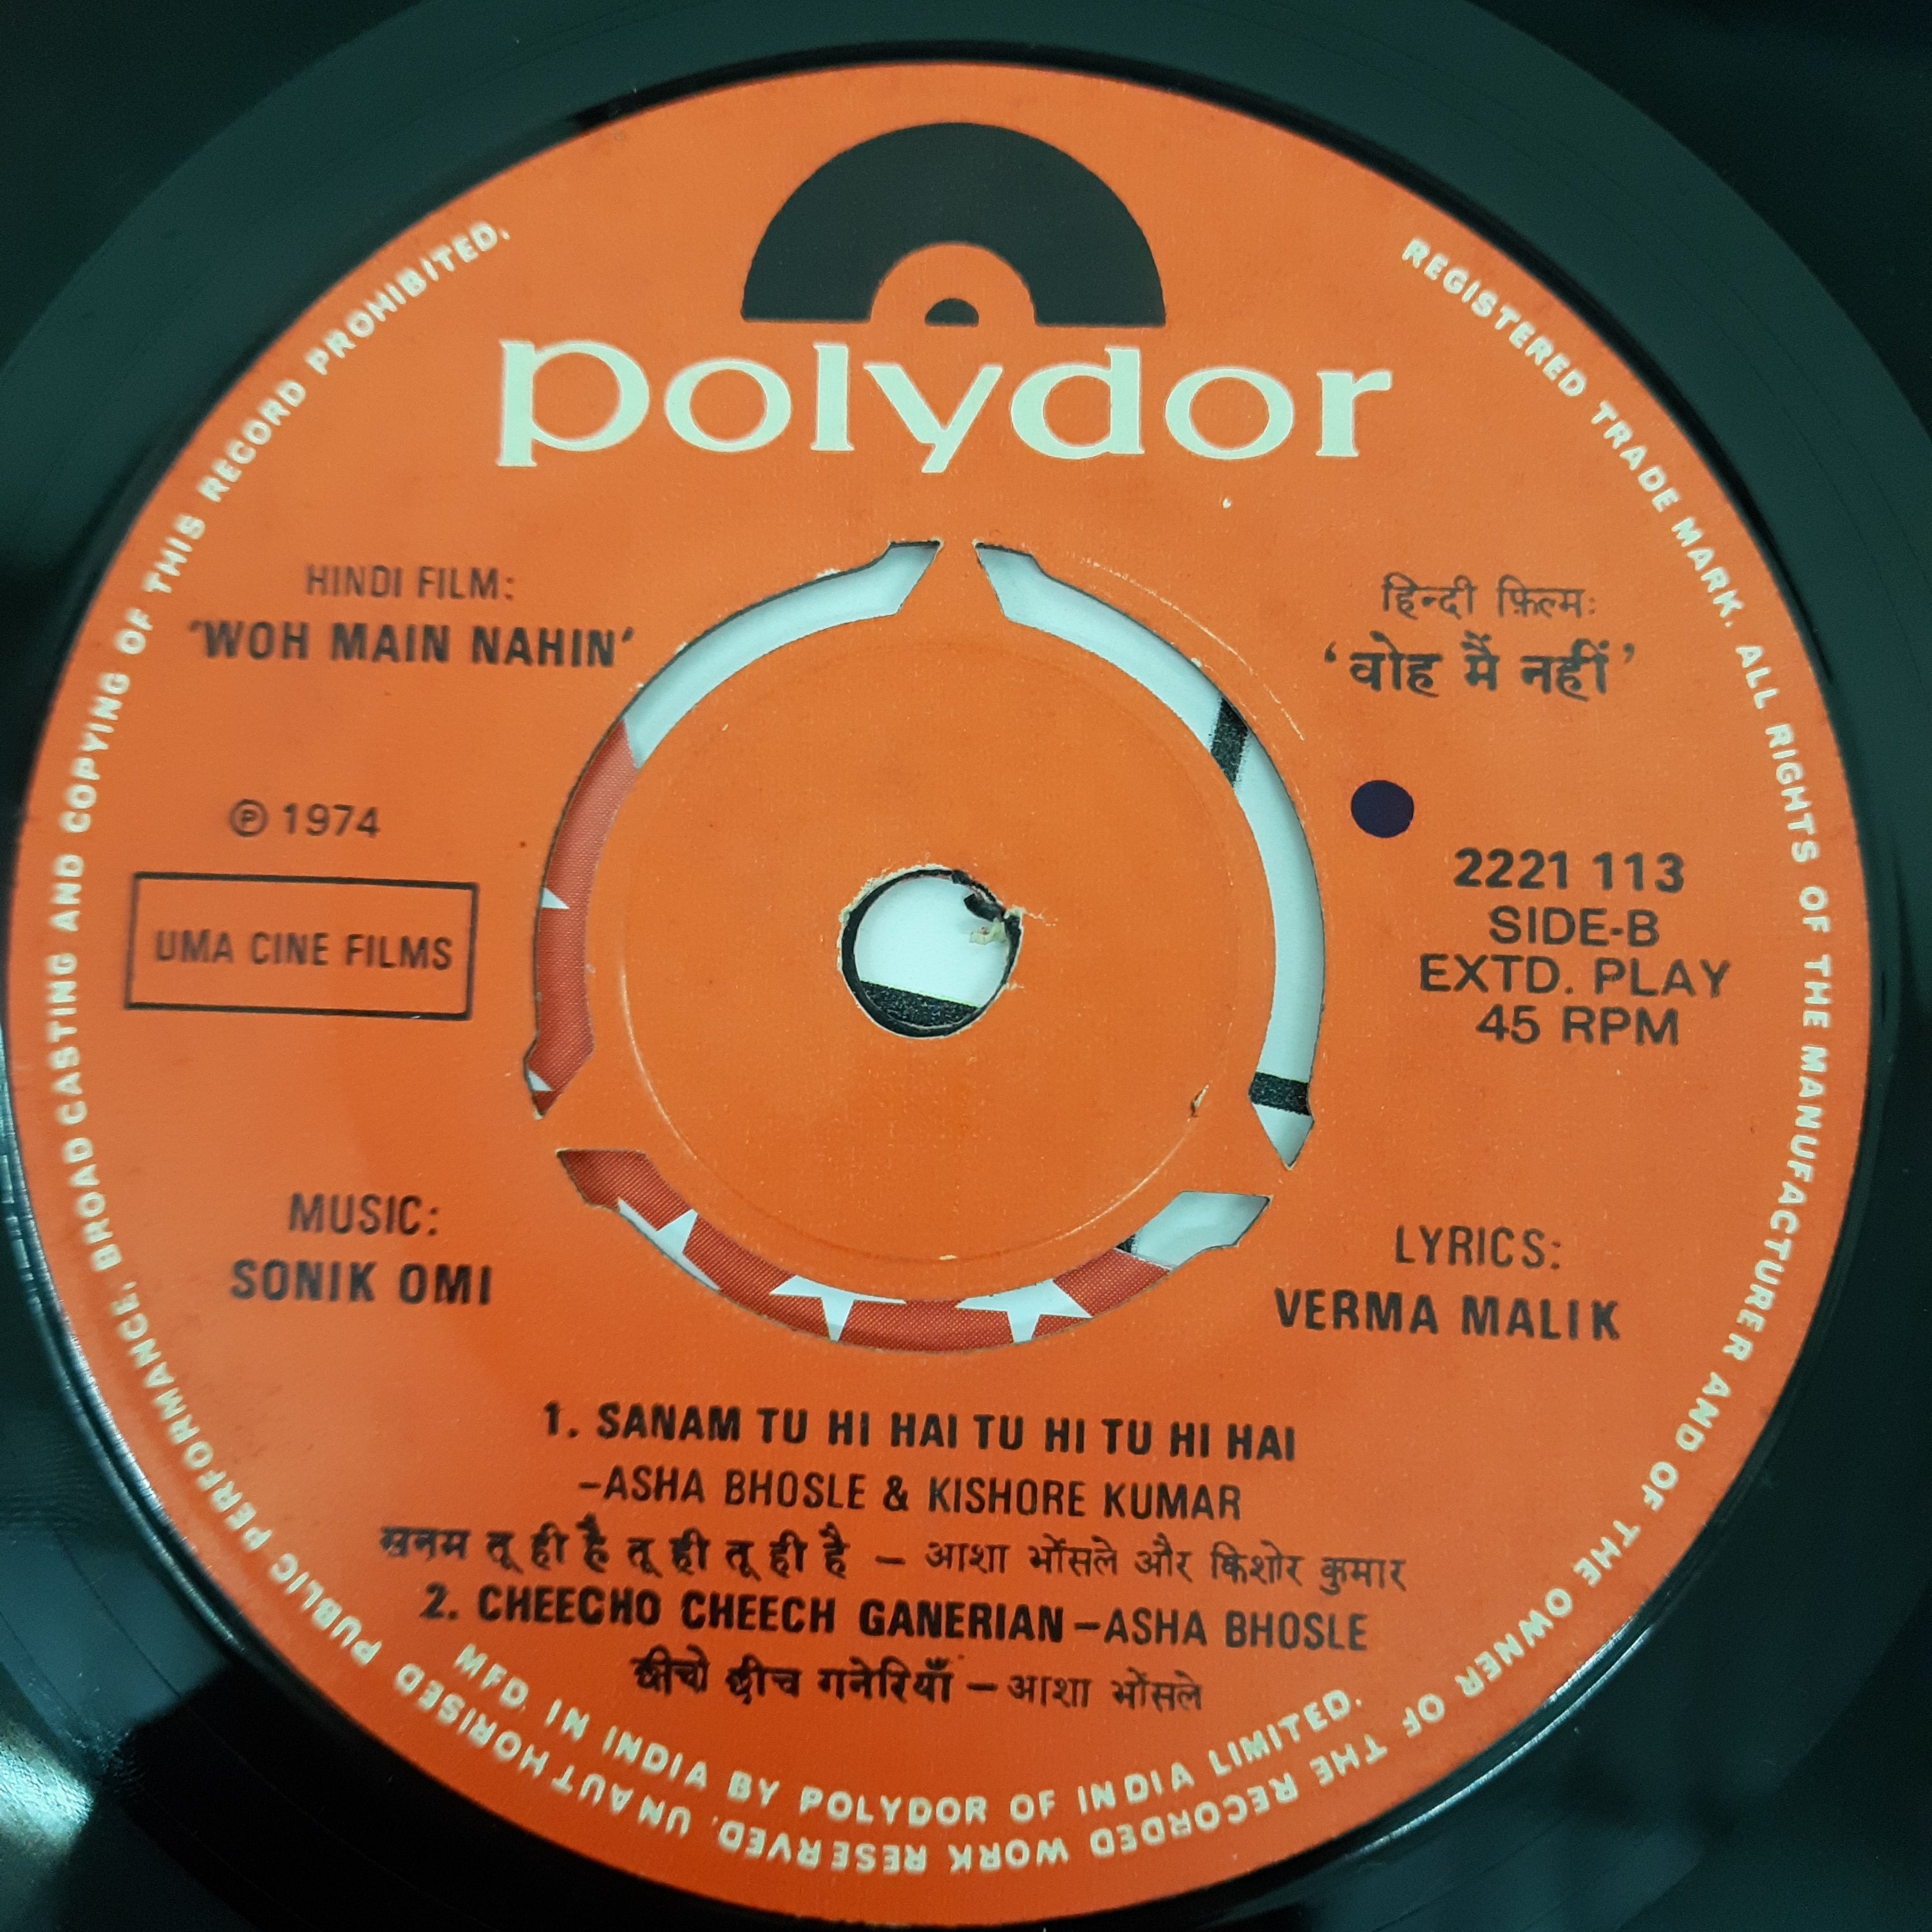 polydor
HINDI FILM:
'WOH MAIN NAHIN'
हिन्दी फ़िल्म:
'वोह मैं नहीं'
℗ 1974
UMA CINE FILMS
2221 113
SIDE-B
EXTD. PLAY
45 RPM
MUSIC:
SONIK OMI
LYRICS:
VERMA MALIK
1. SANAM TU HI HAI TU HI TU HI HAI
-ASHA BHOSLE & KISHORE KUMAR
सनम तू ही है तू ही तू ही है - आशा भोंसले और किशोर कुमार
2. CHEECHO CHEECH GANERIAN-ASHA BHOSLE
छीचो छीच गनेरियाँ - आशा भोंसले
MFD. IN INDIA BY POLYDOR OF INDIA LIMITED.
REGISTERED TRADE MARK. ALL RIGHTS OF THE MANUFACTURER AND OF THE OWNER OF THE RECORDED WORK RESERVED. UNAUTHORISED PUBLIC PERFORMANCE, BROADCASTING AND COPYING OF THIS RECORD PROHIBITED.